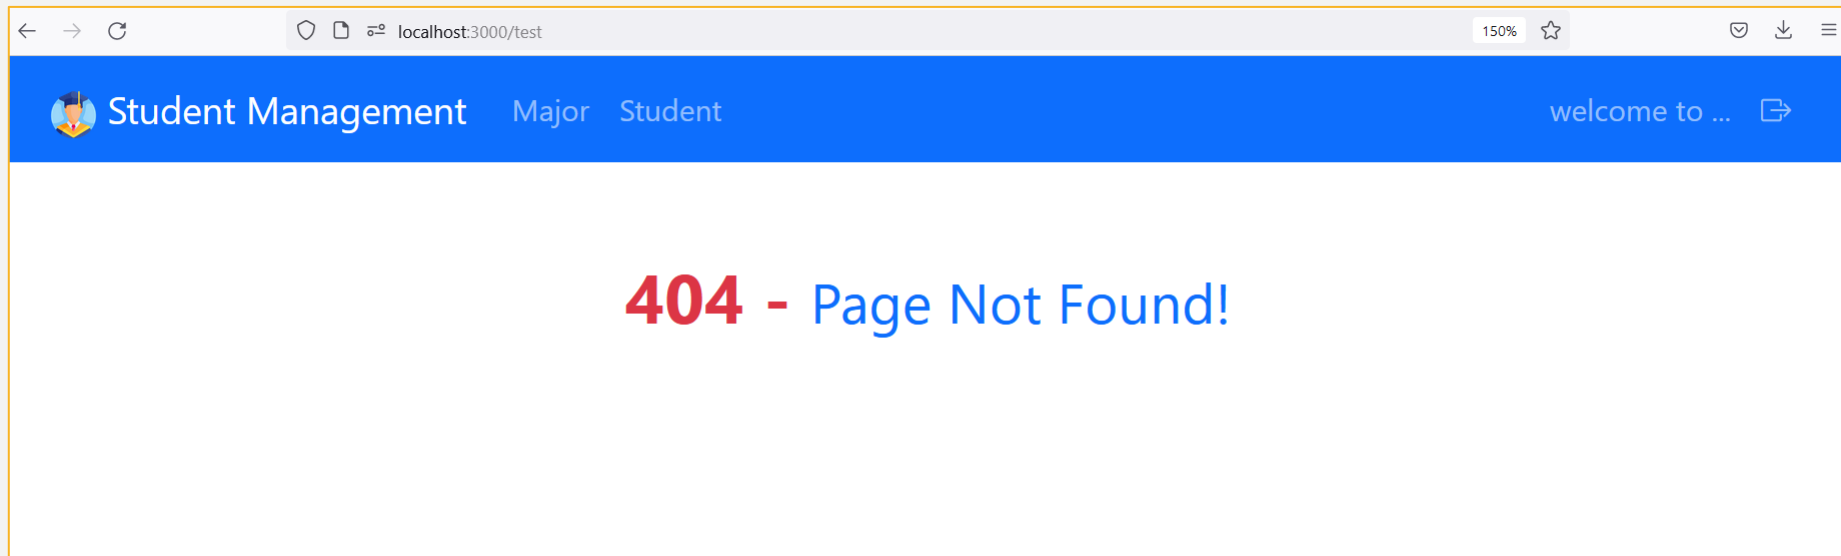 localhost:3000/test
150%
Student Management Major Student welcome to ...
404 - Page Not Found!